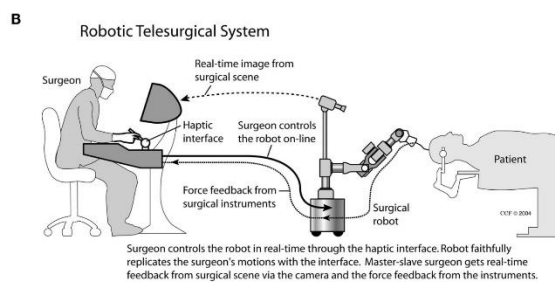 B
Robotic Telesurgical System
Real-time image from
surgical scene
Surgeon
Haptic
interface
Surgeon controls
the robot on-line
Patient
Force feedback from
surgical instruments
Surgical
robot
CCF © 2004
Surgeon controls the robot in real-time through the haptic interface. Robot faithfully
replicates the surgeon's motions with the interface. Master-slave surgeon gets real-time
feedback from surgical scene via the camera and the force feedback from the instruments.